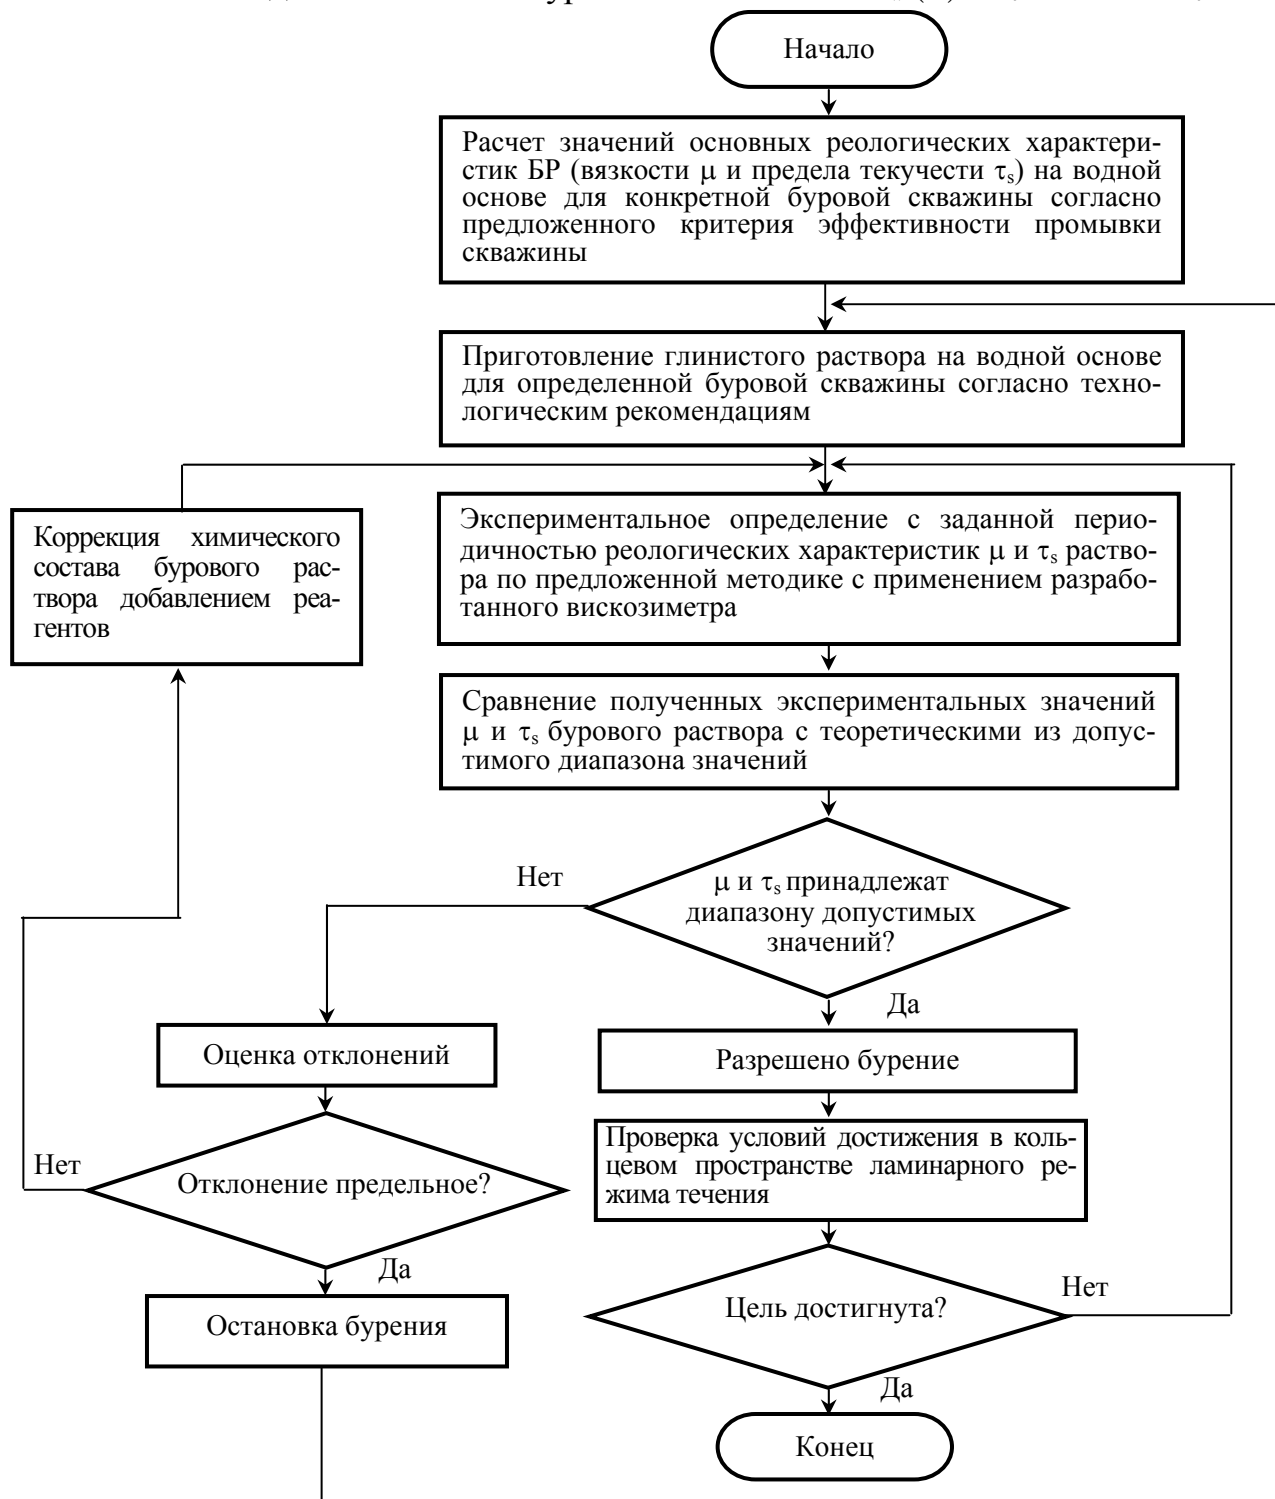 Начало
Расчет значений основных реологических характери-
стик БР (вязкости μ и предела текучести τs) на водной
основе для конкретной буровой скважины согласно
предложенного критерия эффективности промывки
скважины
Приготовление глинистого раствора на водной основе
для определенной буровой скважины согласно техно-
логическим рекомендациям
Экспериментальное определение с заданной перио-
дичностью реологических характеристик μ и τs раство-
ра по предложенной методике с применением разрабо-
танного вискозиметра
Коррекция химического
состава бурового рас-
твора добавлением реа-
гентов
Сравнение полученных экспериментальных значений
μ и τs бурового раствора с теоретическими из допус-
тимого диапазона значений
Нет
μ и τs принадлежат
диапазону допустимых
значений?
Да
Оценка отклонений
Разрешено бурение
Проверка условий достижения в коль-
цевом пространстве ламинарного ре-
жима течения
Нет
Отклонение предельное?
Да
Остановка бурения
Цель достигнута?
Нет
Да
Конец